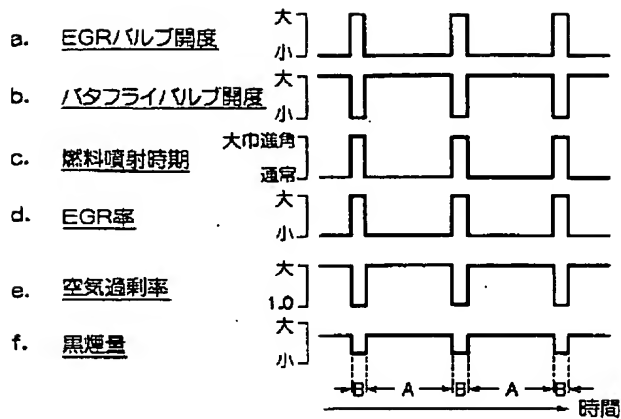 a. EGRバルブ開度 大 小
b. バタフライバルブ開度 大 小
c. 燃料噴射時期 大巾進角 通常
d. EGR率 大 小
e. 空気過剰率 大 1.0
f. 黒煙量 大 小
B A B A B
時間